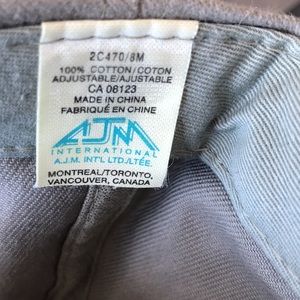 2C470/8M
100% COTTON/COTON
ADJUSTABLE/AJUSTABLE
CA 08123
MADE IN CHINA
FABRIQUÉ EN CHINE
AJM
INTERNATIONAL
A.J.M. INT'L LTD./LTÉE.
MONTREAL/TORONTO,
VANCOUVER, CANADA